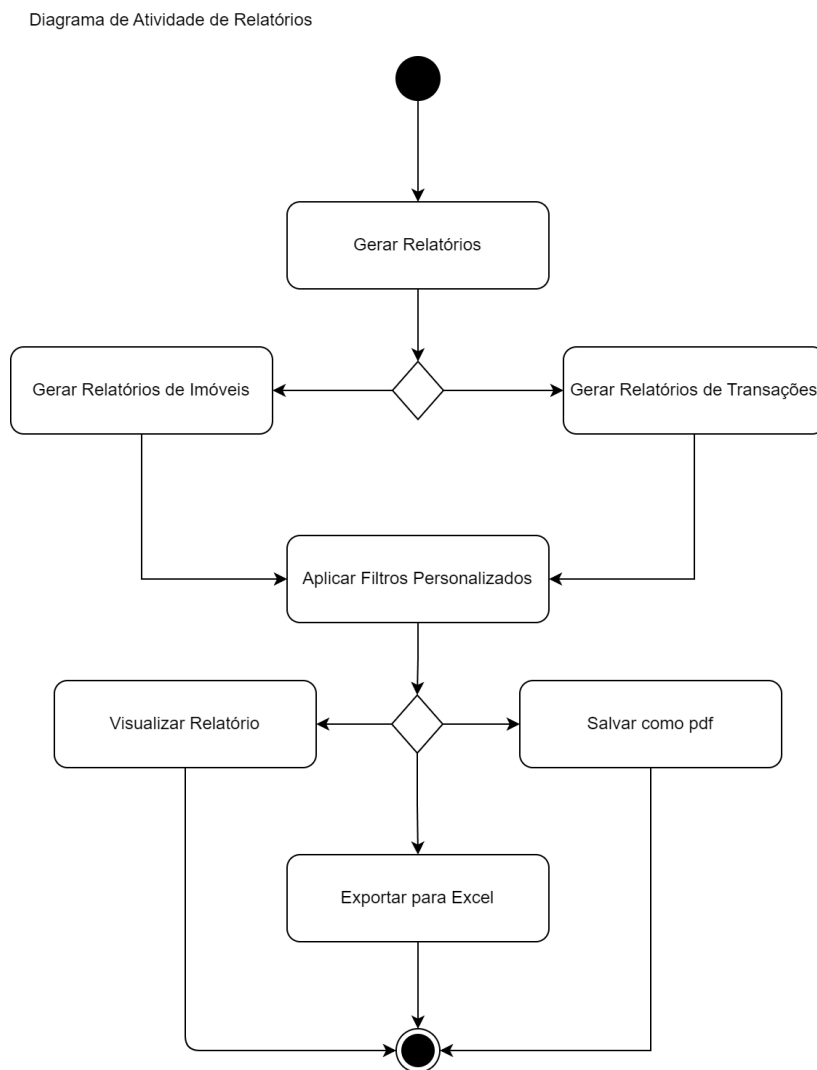 Diagrama de Atividade de Relatórios
Gerar Relatórios
Gerar Relatórios de Imóveis
Gerar Relatórios de Transações
Aplicar Filtros Personalizados
Visualizar Relatório
Salvar como pdf
Exportar para Excel